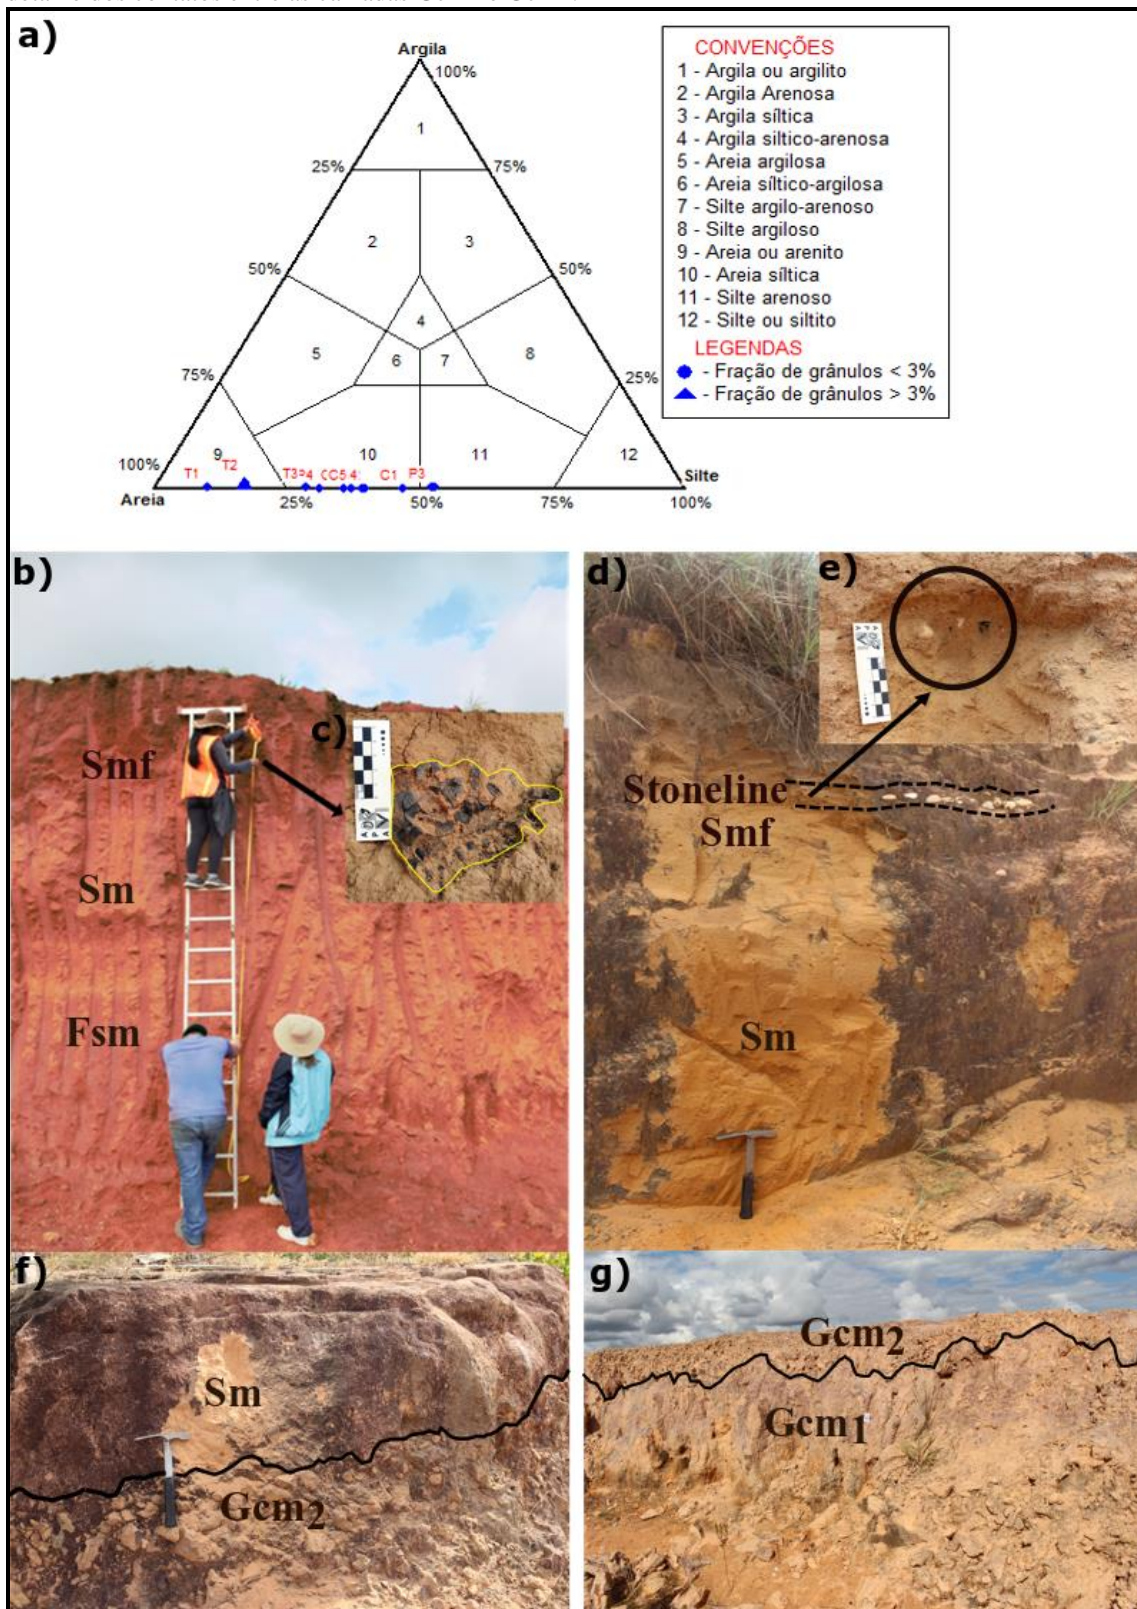 a)
Argila
100%
25%
75%
50%
50%
75%
25%
100%
Areia
Silte
100%
25%
50%
75%
1
2
3
4
5
6
7
8
9
10
11
12
T1
T2
T3
C5
C1
P3
CONVENÇÕES
1 - Argila ou argilito
2 - Argila Arenosa
3 - Argila síltica
4 - Argila siltico-arenosa
5 - Areia argilosa
6 - Areia síltico-argilosa
7 - Silte argilo-arenoso
8 - Silte argiloso
9 - Areia ou arenito
10 - Areia síltica
11 - Silte arenoso
12 - Silte ou siltito
LEGENDAS
- Fração de grânulos < 3%
- Fração de grânulos > 3%
b)
Smf
Sm
Fsm
c)
d)
e)
Stoneline
Smf
Sm
f)
Sm
Gcm2
g)
Gcm2
Gcm1